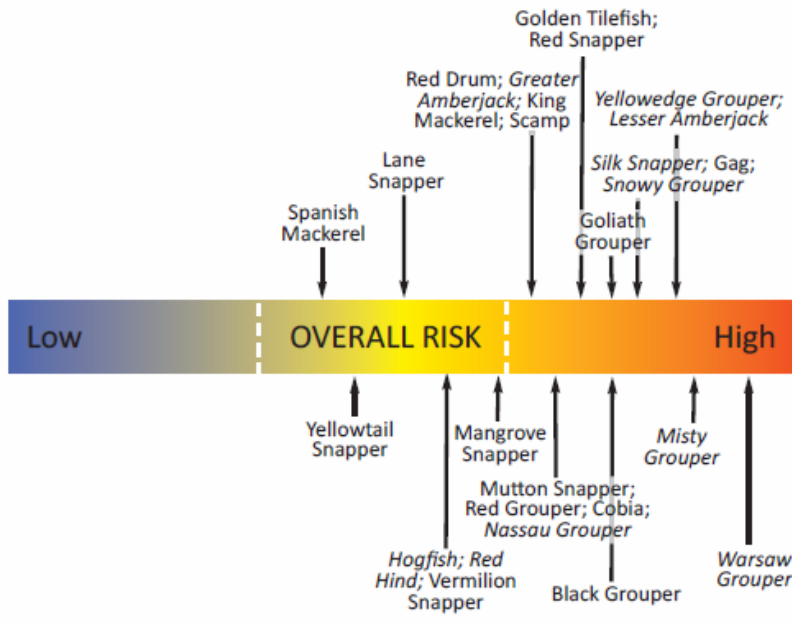 Golden Tilefish;
Red Snapper
Red Drum; Greater
Amberjack; King
Mackerel; Scamp
Yellowedge Grouper;
Lesser Amberjack
Lane
Snapper
Silk Snapper; Gag;
Snowy Grouper
Spanish
Mackerel
Goliath
Grouper
Low
OVERALL RISK
High
Yellowtail
Snapper
Mangrove
Snapper
Misty
Grouper
Mutton Snapper;
Red Grouper; Cobia;
Nassau Grouper
Hogfish; Red
Hind; Vermilion
Snapper
Black Grouper
Warsaw
Grouper